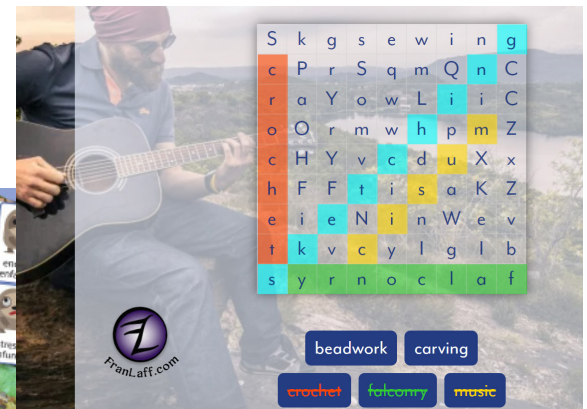 S k g s e w i n g
c P r S q m Q n C
r a Y o w L i i C
o O r m w h p m Z
c H Y v c d u X x
h F F t i s a K Z
e i e N i n W e v
t k v c y l g l b
s y r n o c l a f
beadwork carving
crochet falconry music
FranLaff.com